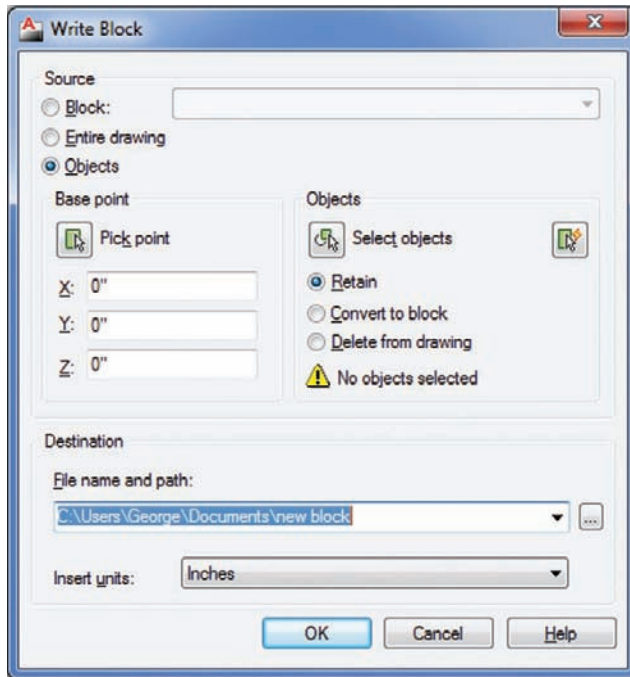 Write Block
Source
Block:
Entire drawing
Objects
Base point
Pick point
X: 0"
Y: 0"
Z: 0"
Objects
Select objects
Retain
Convert to block
Delete from drawing
No objects selected
Destination
File name and path:
C:\Users\George\Documents\new block
...
Insert units: Inches
OK Cancel Help